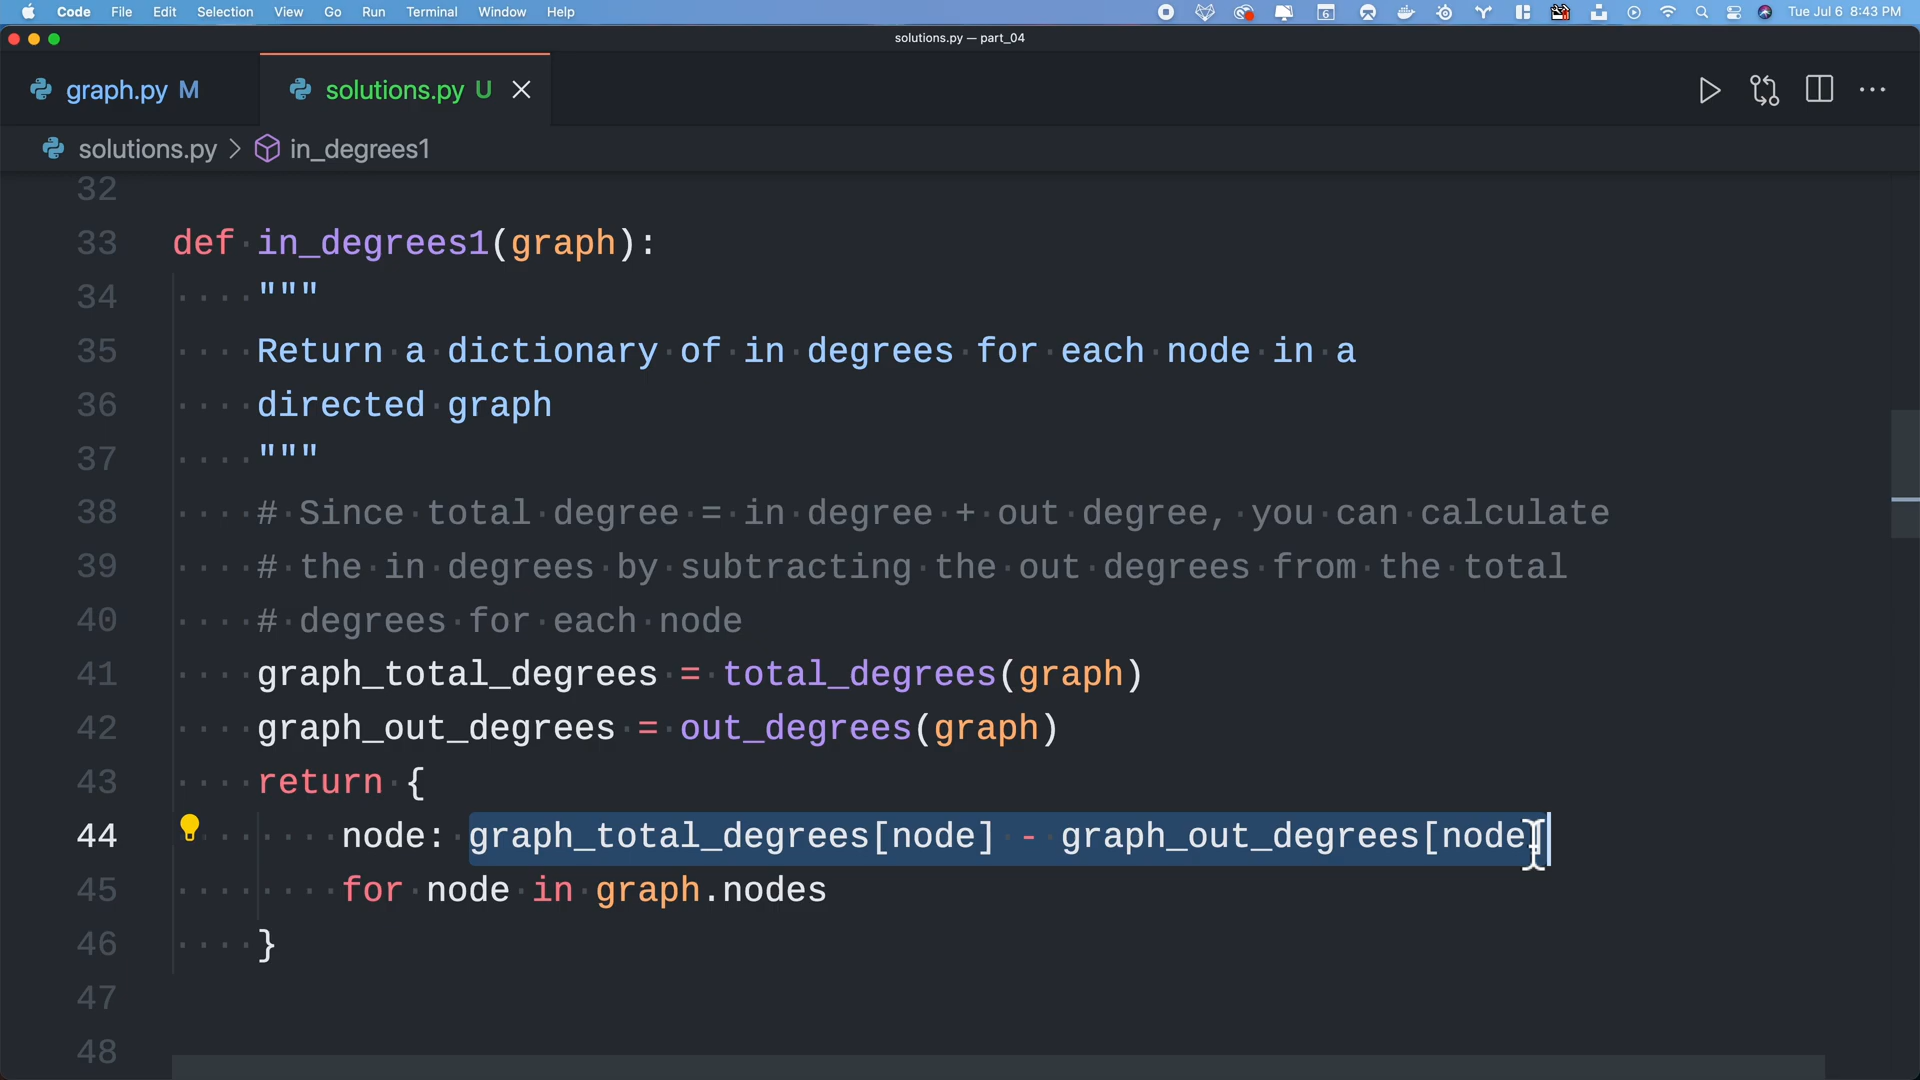 Code File Edit Selection View Go Run Terminal Window Help 6 Tue Jul 6 8:43 PM
solutions.py — part_04
graph.py M solutions.py U
solutions.py > in_degrees1
32
33 def in_degrees1(graph):
34 """
35 Return a dictionary of in degrees for each node in a
36 directed graph
37 """
38 # Since total degree = in degree + out degree, you can calculate
39 # the in degrees by subtracting the out degrees from the total
40 # degrees for each node
41 graph_total_degrees = total_degrees(graph)
42 graph_out_degrees = out_degrees(graph)
43 return {
44 node: graph_total_degrees[node] - graph_out_degrees[node]
45 for node in graph.nodes
46 }
47
48